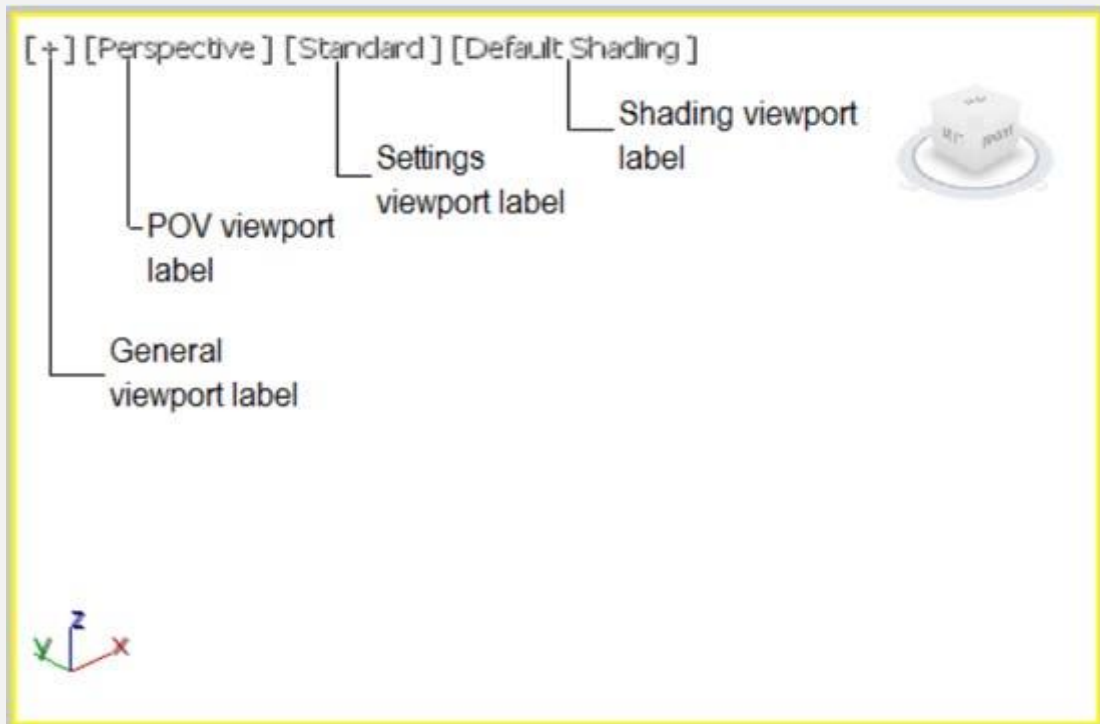 [+] [Perspective ] [Standard ] [Default Shading ]
Shading viewport
label
Settings
viewport label
POV viewport
label
General
viewport label
z
y
x